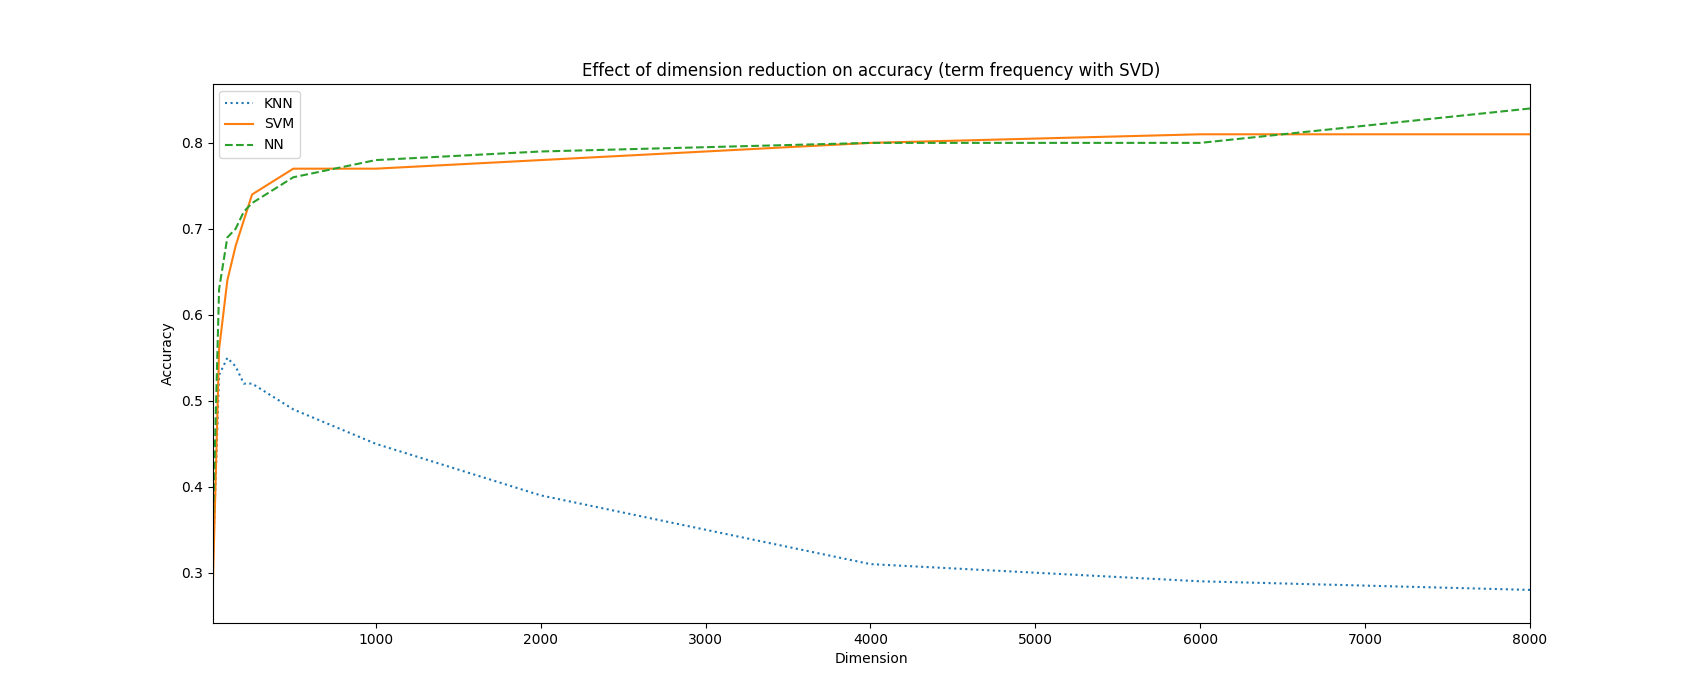 Effect of dimension reduction on accuracy (term frequency with SVD)
KNN
SVM
NN
0.8
0.7
0.6
0.5
0.4
0.3
Accuracy
1000 2000 3000 4000 5000 6000 7000 8000
Dimension